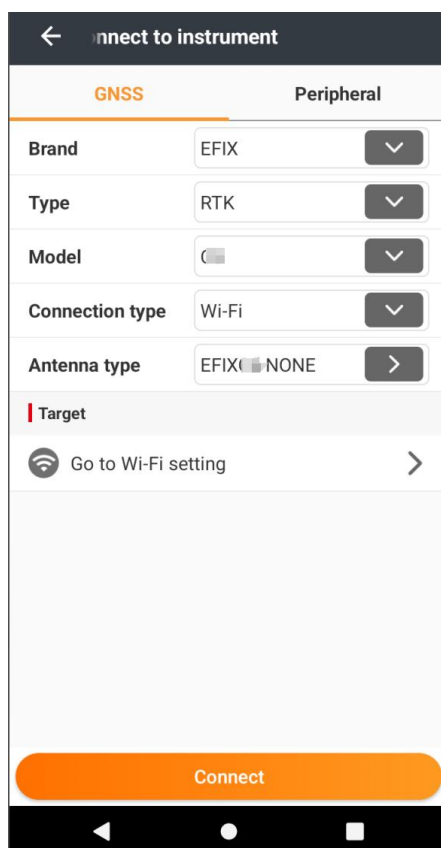 nnect to instrument
GNSS Peripheral
Brand EFIX
Type RTK
Model
Connection type Wi-Fi
Antenna type EFIX NONE
Target
Go to Wi-Fi setting
Connect